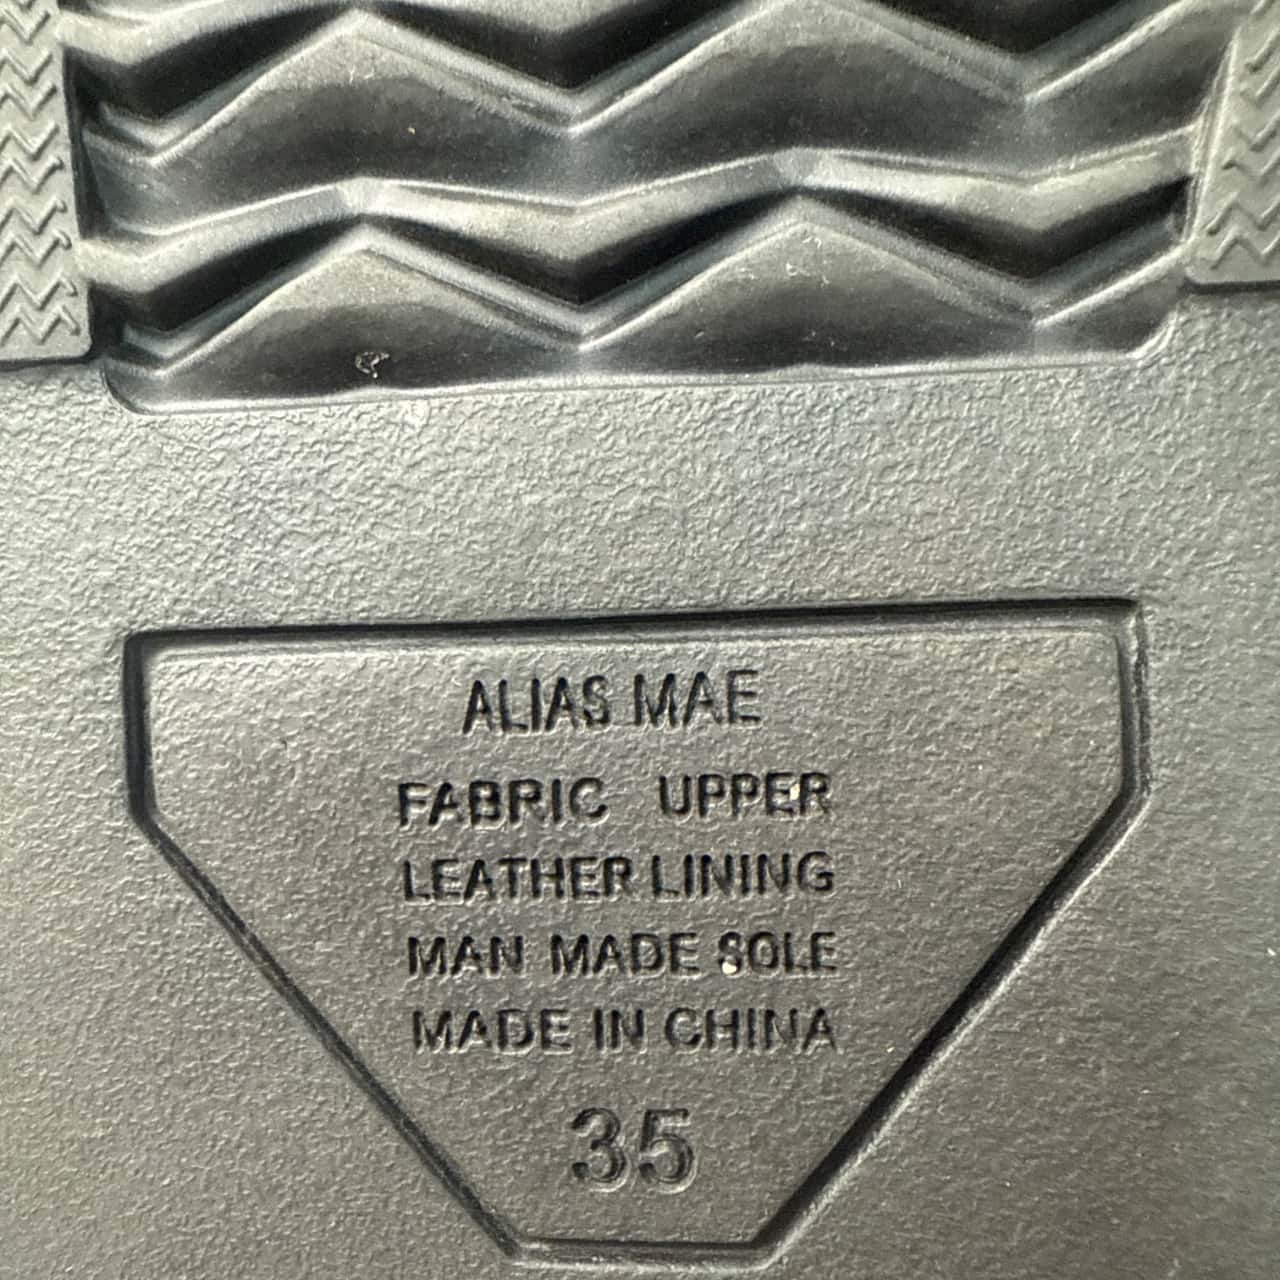 ALIAS MAE
FABRIC UPPER
LEATHER LINING
MAN MADE SOLE
MADE IN CHINA
35